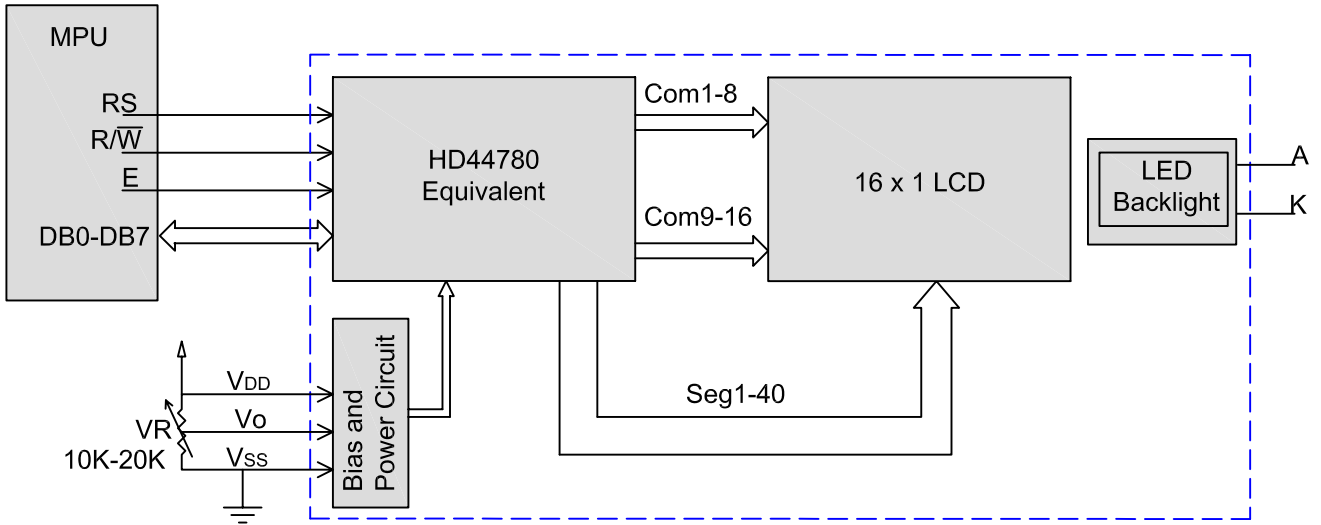 MPU
RS
R/W̅
E
DB0-DB7
HD44780
Equivalent
Com1-8
Com9-16
16 x 1 LCD
LED
Backlight
A
K
VDD
Vo
VSS
VR
10K-20K
Bias and
Power Circuit
Seg1-40